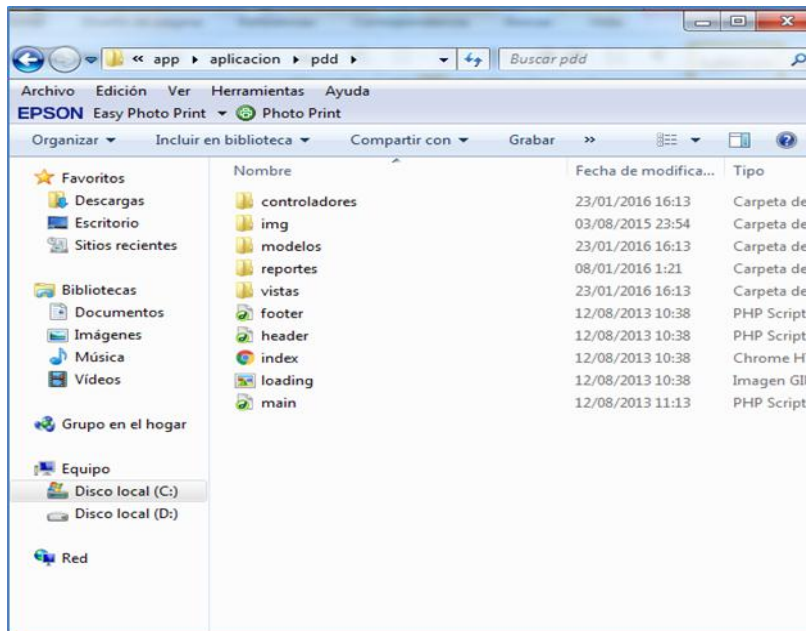 « app ▸ aplicacion ▸ pdd ▸
Buscar pdd
Archivo Edición Ver Herramientas Ayuda
EPSON Easy Photo Print Photo Print
Organizar Incluir en biblioteca Compartir con Grabar »
Nombre Fecha de modifica... Tipo
Favoritos
Descargas
Escritorio
Sitios recientes
Bibliotecas
Documentos
Imágenes
Música
Vídeos
Grupo en el hogar
Equipo
Disco local (C:)
Disco local (D:)
Red
controladores 23/01/2016 16:13 Carpeta de
img 03/08/2015 23:54 Carpeta de
modelos 23/01/2016 16:13 Carpeta de
reportes 08/01/2016 1:21 Carpeta de
vistas 23/01/2016 16:13 Carpeta de
footer 12/08/2013 10:38 PHP Script
header 12/08/2013 10:38 PHP Script
index 12/08/2013 10:38 Chrome H
loading 12/08/2013 10:38 Imagen GI
main 12/08/2013 11:13 PHP Script